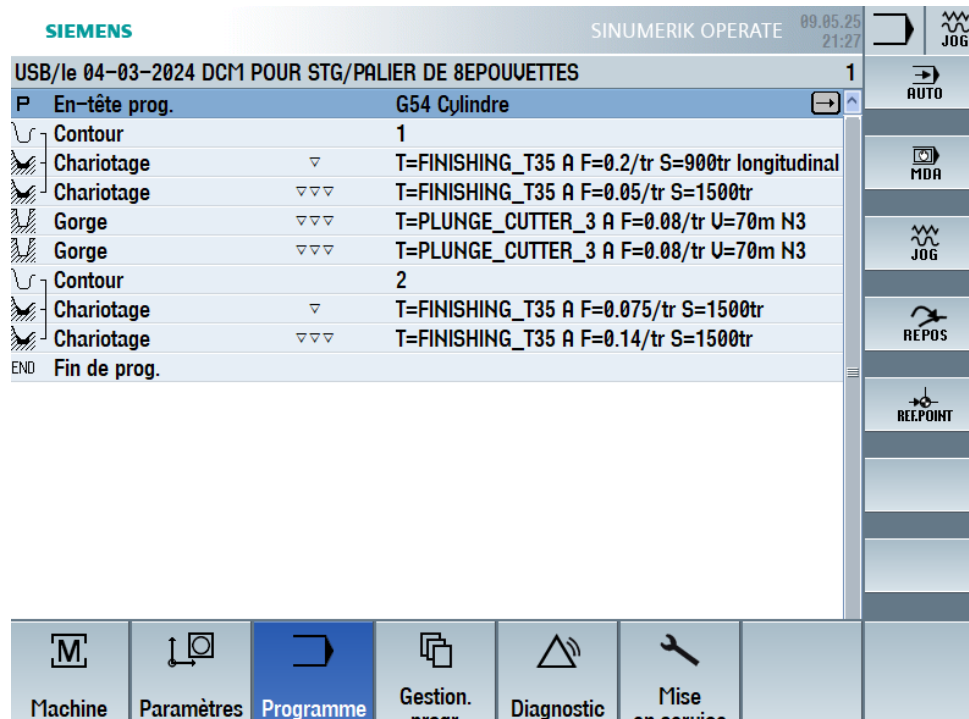 SIEMENS
SINUMERIK OPERATE
09.05.25
21:27
JOG
USB/le 04-03-2024 DCM POUR STG/PALIER DE 8EPOUVETTES 1
P En-tête prog. G54 Cylindre
Contour 1
Chariotage T=FINISHING_T35 A F=0.2/tr S=900tr longitudinal
Chariotage T=FINISHING_T35 A F=0.05/tr S=1500tr
Gorge T=PLUNGE_CUTTER_3 A F=0.08/tr V=70m N3
Gorge T=PLUNGE_CUTTER_3 A F=0.08/tr V=70m N3
Contour 2
Chariotage T=FINISHING_T35 A F=0.075/tr S=1500tr
Chariotage T=FINISHING_T35 A F=0.14/tr S=1500tr
END Fin de prog.
AUTO
MDA
JOG
REPOS
REF.POINT
M
Machine
Paramètres
Programme
Gestion.
progr.
Diagnostic
Mise
en service